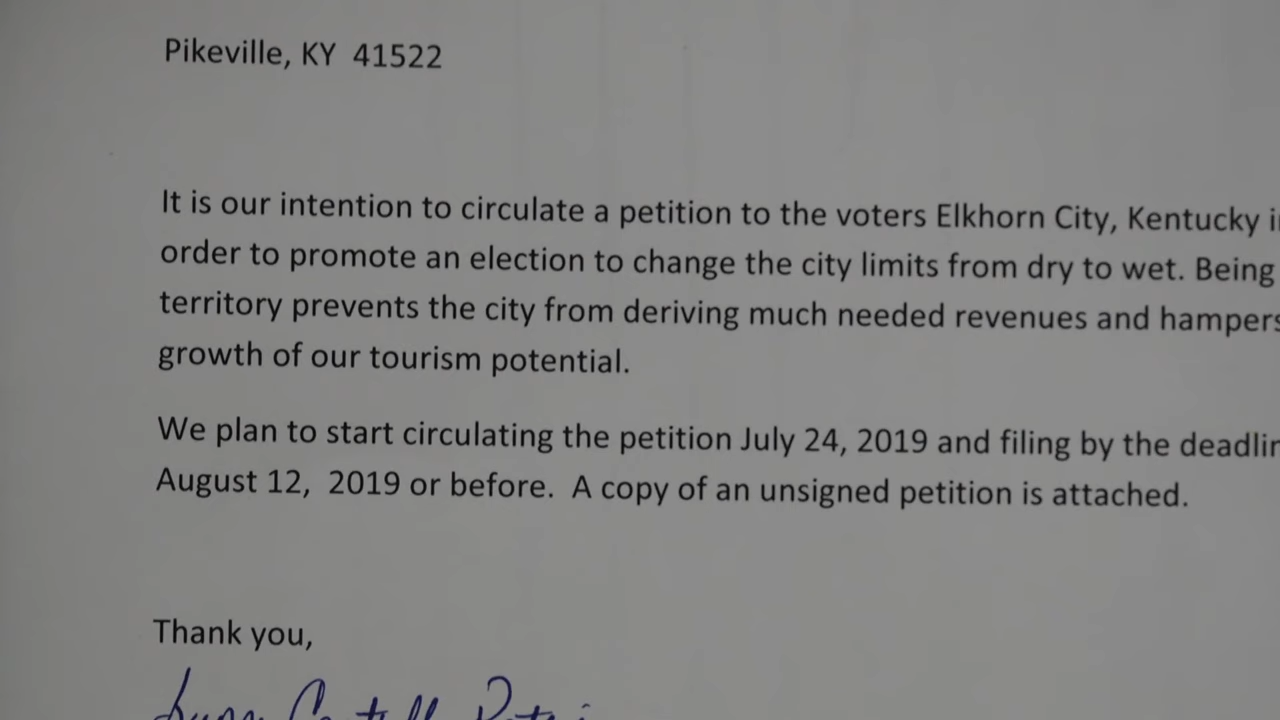 Pikeville, KY  41522
It is our intention to circulate a petition to the voters Elkhorn City, Kentucky
order to promote an election to change the city limits from dry to wet. Being
territory prevents the city from deriving much needed revenues and hampers
growth of our tourism potential.
We plan to start circulating the petition July 24, 2019 and filing by the
August 12,  2019 or before.  A copy of an unsigned petition is attached.
Thank you,